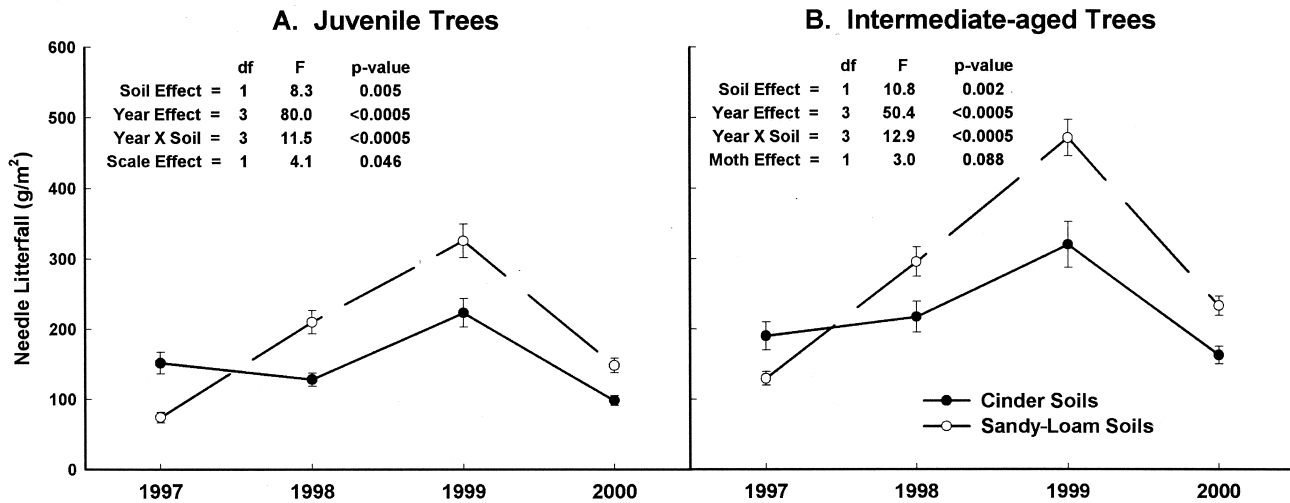 A. Juvenile Trees
B. Intermediate-aged Trees
Needle Litterfall (g/m²)
600
500
400
300
200
100
0
df F p-value
Soil Effect = 1 8.3 0.005
Year Effect = 3 80.0 <0.0005
Year X Soil = 3 11.5 <0.0005
Scale Effect = 1 4.1 0.046
df F p-value
Soil Effect = 1 10.8 0.002
Year Effect = 3 50.4 <0.0005
Year X Soil = 3 12.9 <0.0005
Moth Effect = 1 3.0 0.088
Cinder Soils
Sandy-Loam Soils
1997 1998 1999 2000
1997 1998 1999 2000